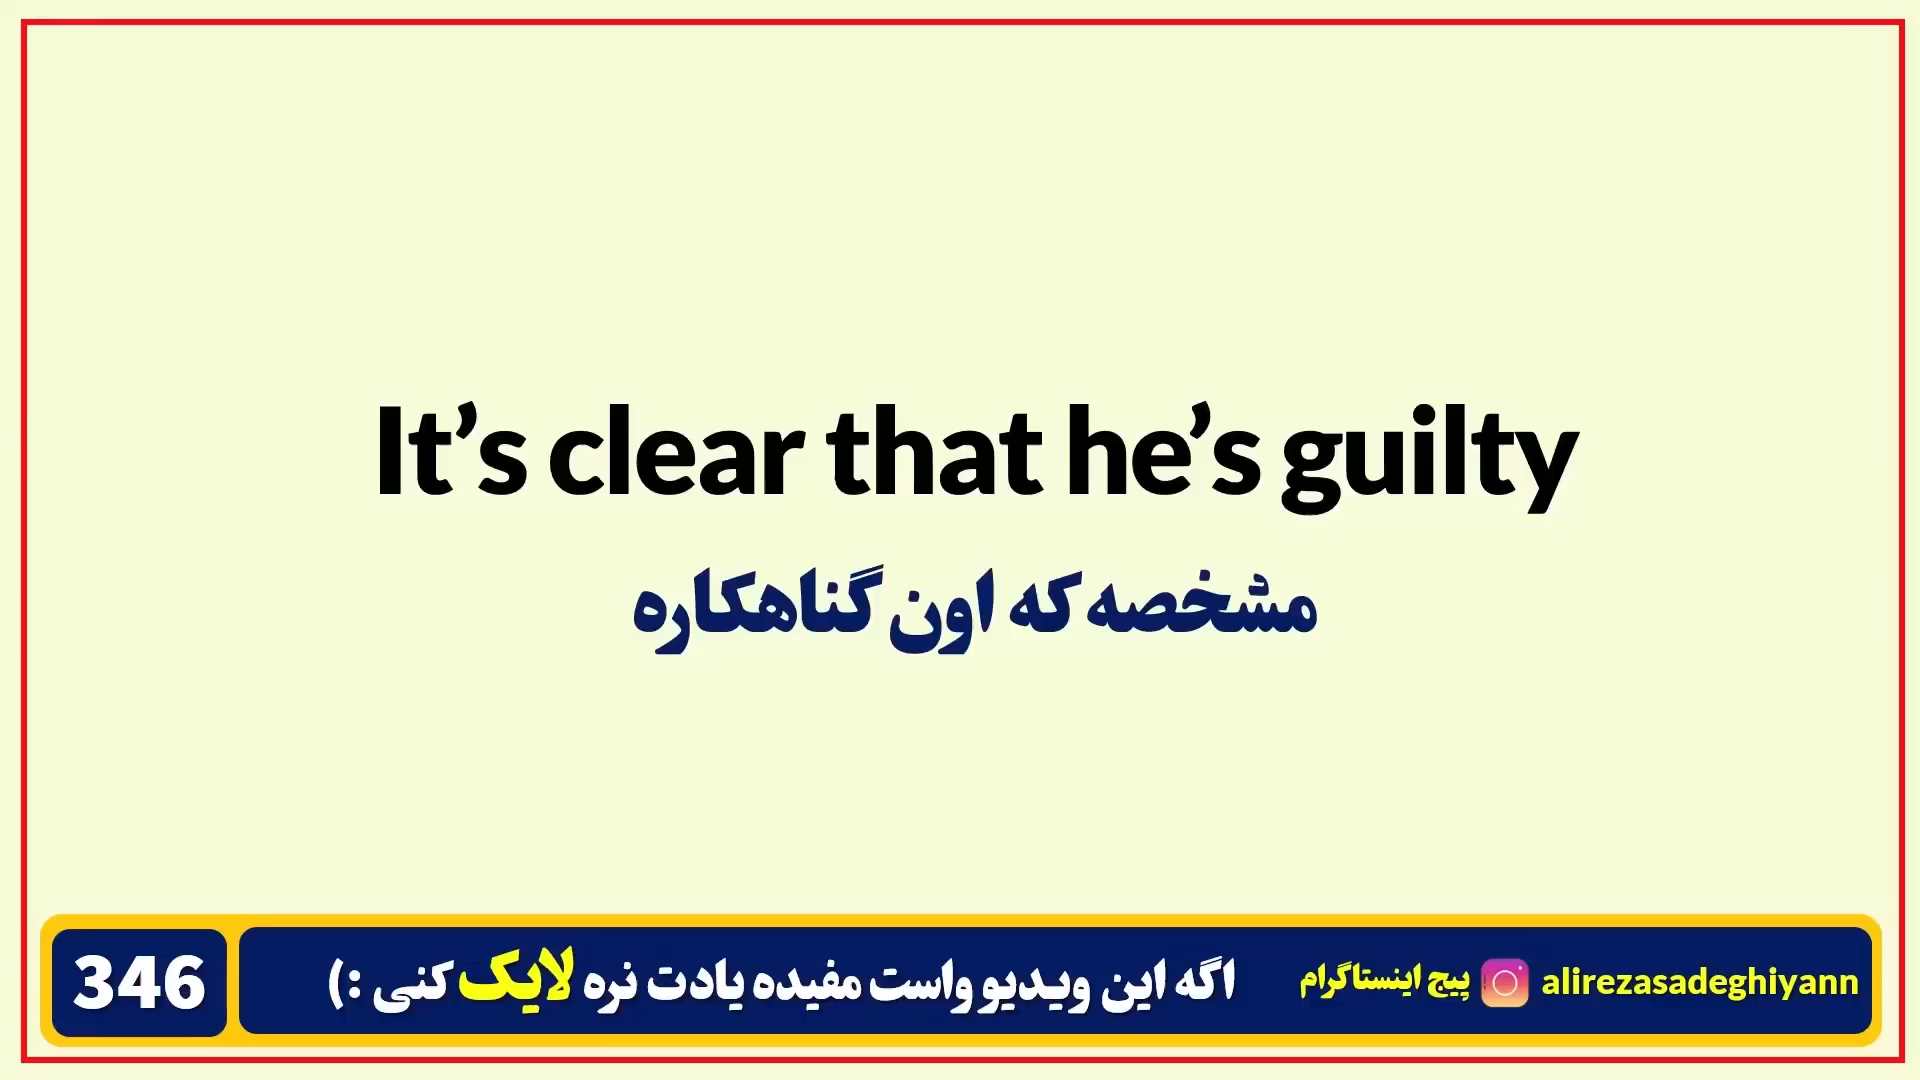 It’s clear that he’s guilty
مشخصه که اون گناهکاره
346
اگه این ویدیو واست مفیده یادت نره لایک کنی :)
پیج اینستاگرام
alirezasadeghiyann